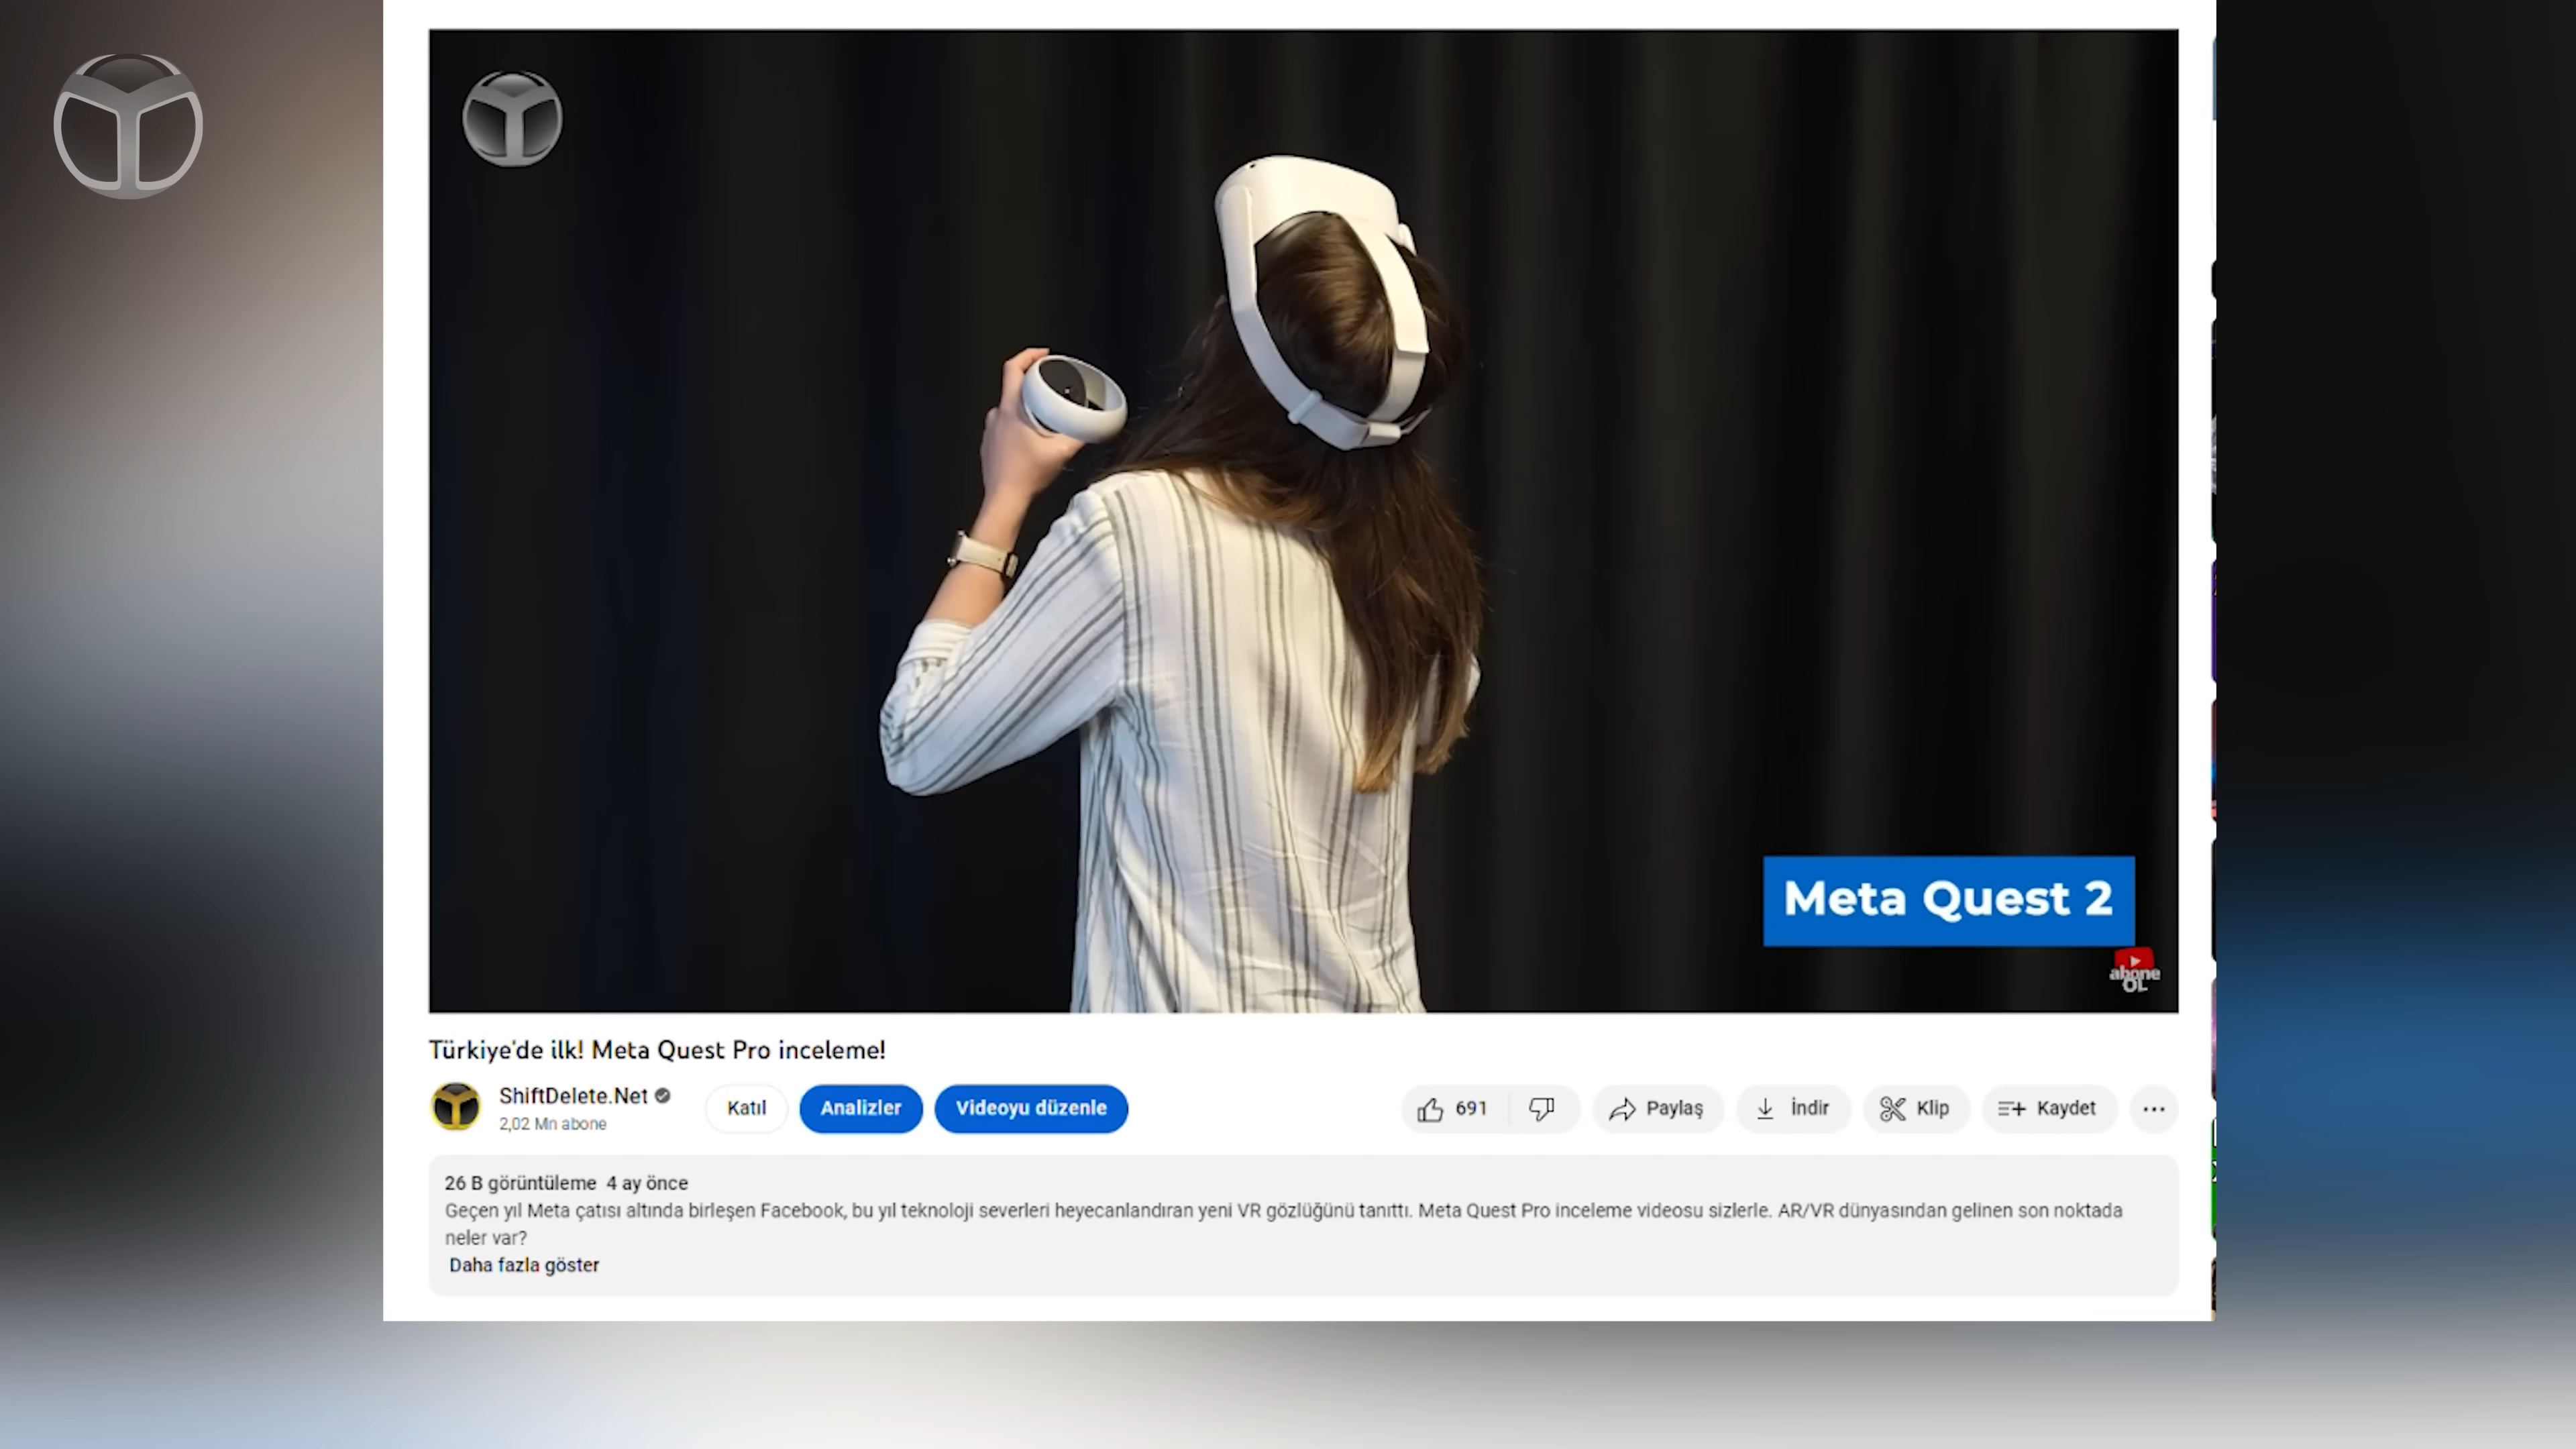 Meta Quest 2
abone
OL
Türkiye'de ilk! Meta Quest Pro inceleme!
ShiftDelete.Net
2,02 Mn abone
Katıl
Analizler
Videoyu düzenle
691
Paylaş
İndir
Klip
Kaydet
26 B görüntüleme 4 ay önce
Geçen yıl Meta çatısı altında birleşen Facebook, bu yıl teknoloji severleri heyecanlandıran yeni VR gözlüğünü tanıttı. Meta Quest Pro inceleme videosu sizlerle. AR/VR dünyasından gelinen son noktada
neler var?
Daha fazla göster